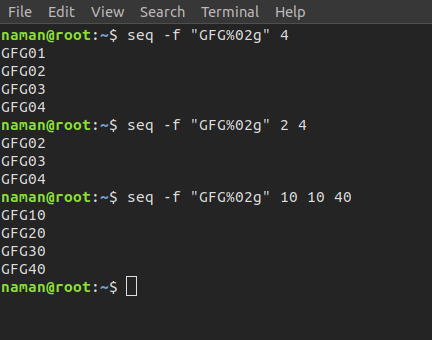 File Edit View Search Terminal Help
naman@root:~$ seq -f "GFG%02g" 4
GFG01
GFG02
GFG03
GFG04
naman@root:~$ seq -f "GFG%02g" 2 4
GFG02
GFG03
GFG04
naman@root:~$ seq -f "GFG%02g" 10 10 40
GFG10
GFG20
GFG30
GFG40
naman@root:~$